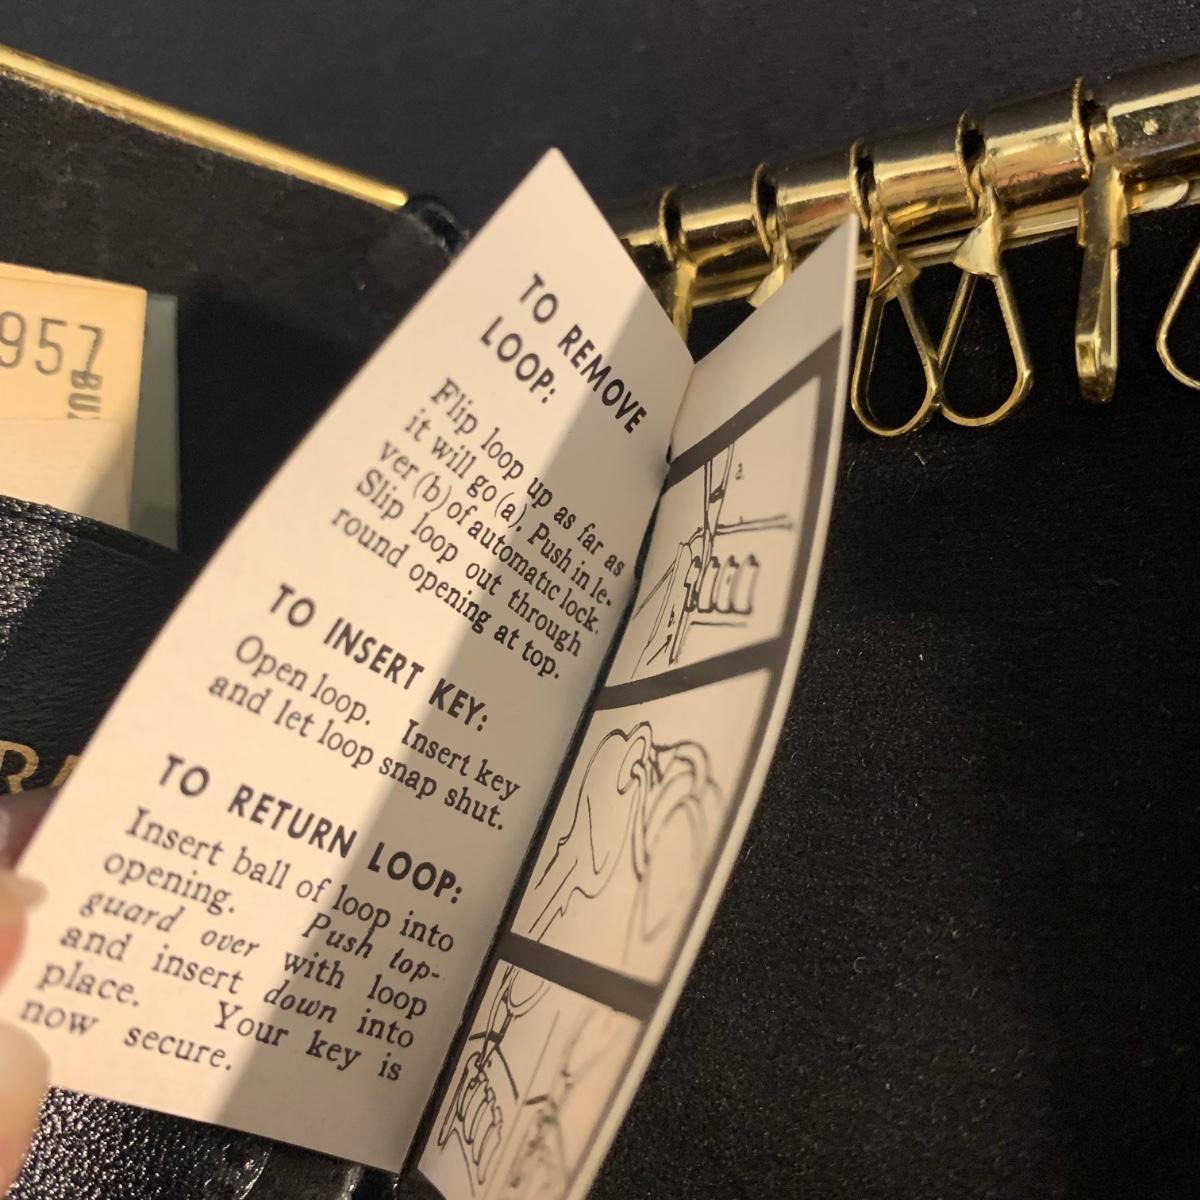 957
TO REMOVE
LOOP:
Flip loop up as far as
it will go (a). Push in le-
ver (b) of automatic lock.
Slip loop out through
round opening at top.
TO INSERT KEY:
Open loop. Insert key
and let loop snap shut.
TO RETURN LOOP:
Insert ball of loop into
opening. Push top-
guard over with loop
and insert down into
place. Your key is
now secure.
a.